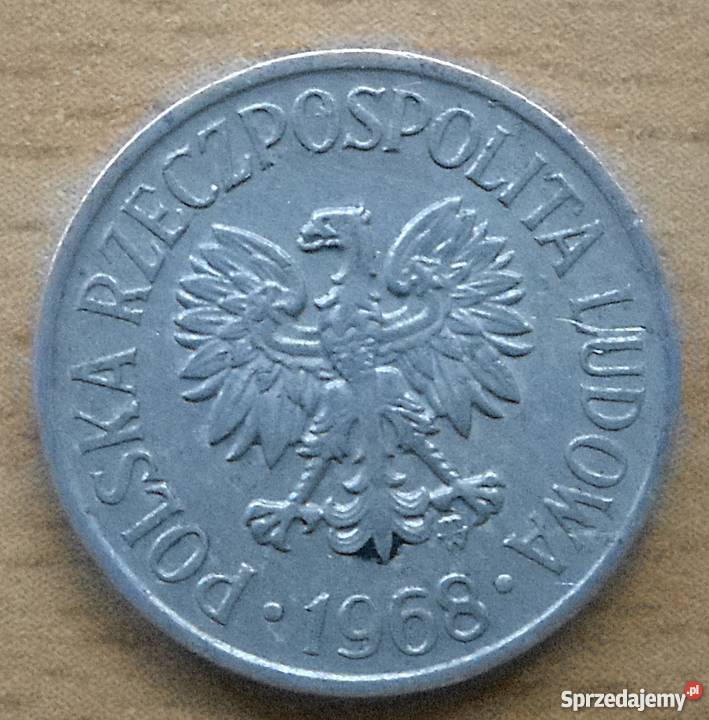 POLSKA RZECZPOSPOLITA LUDOWA
· 1968 ·
Sprzedajemy.pl